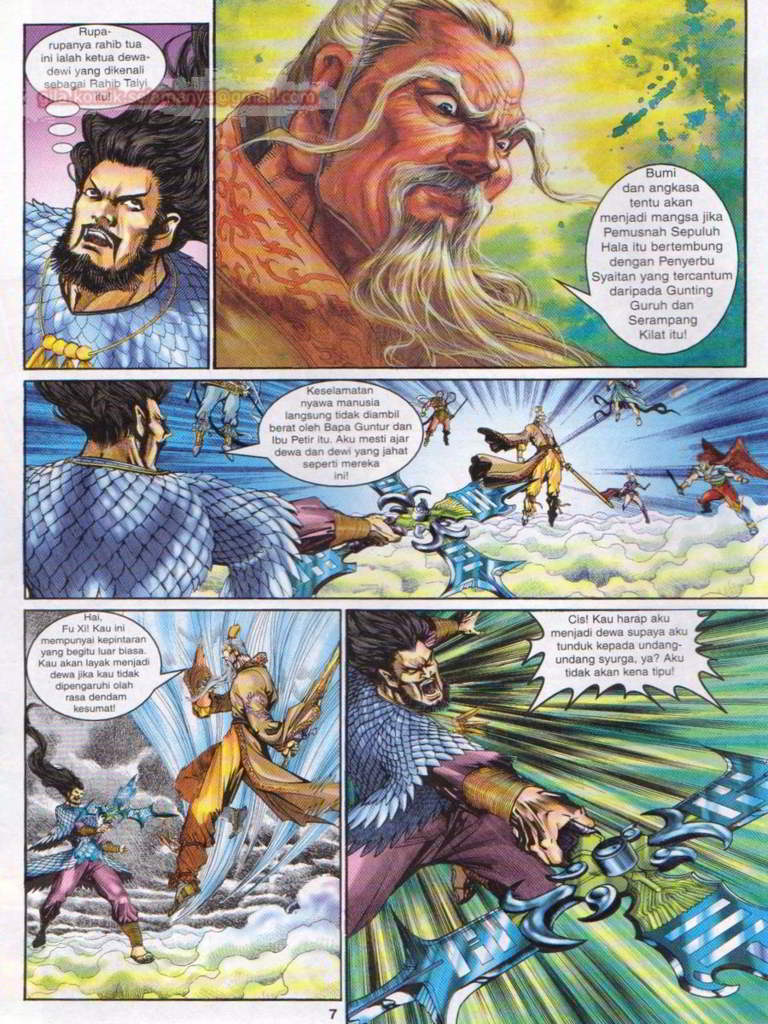 Rupa-
rupanya rahib tua
ini ialah ketua dewa-
dewi yang dikenali
sebagai Rahib Taiyi
itu!
gila-komik-selamanya@gmail.com
Bumi
dan angkasa
tentu akan
menjadi mangsa jika
Pemusnah Sepuluh
Hala itu bertembung
dengan Penyerbu
Syaitan yang tercantum
daripada Gunting
Guruh dan
Serampang
Kilat itu!
Keselamatan
nyawa manusia
langsung tidak diambil
berat oleh Bapa Guntur dan
Ibu Petir itu. Aku mesti ajar
dewa dan dewi yang jahat
seperti mereka
ini!
Hai,
Fu Xi! Kau ini
mempunyai kepintaran
yang begitu luar biasa.
Kau akan layak menjadi
dewa jika kau tidak
dipengaruhi olah
rasa dendam
kesumat!
Cis! Kau harap aku
menjadi dewa supaya aku
tunduk kepada undang-
undang syurga, ya? Aku
tidak akan kena tipu!
7